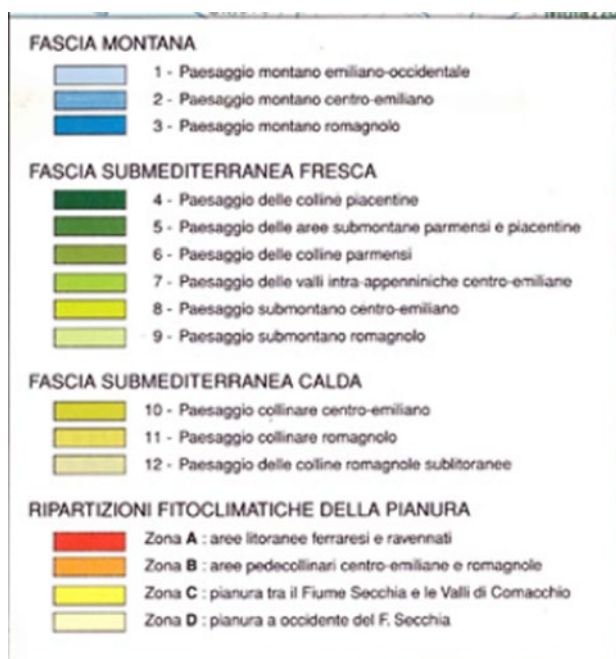 FASCIA MONTANA
1 - Paesaggio montano emiliano-occidentale
2 - Paesaggio montano centro-emiliano
3 - Paesaggio montano romagnolo
FASCIA SUBMEDITERRANEA FRESCA
4 - Paesaggio delle colline piacentine
5 - Paesaggio delle aree submontane parmensi e piacentine
6 - Paesaggio delle colline parmensi
7 - Paesaggio delle valli intra-appenniniche centro-emiliane
8 - Paesaggio submontano centro-emiliano
9 - Paesaggio submontano romagnolo
FASCIA SUBMEDITERRANEA CALDA
10 - Paesaggio collinare centro-emiliano
11 - Paesaggio collinare romagnolo
12 - Paesaggio delle colline romagnole sublitoranee
RIPARTIZIONI FITOCLIMATICHE DELLA PIANURA
Zona A : aree litoranee ferraresi e ravennati
Zona B : aree pedecollinari centro-emiliane e romagnole
Zona C : pianura tra il Fiume Secchia e le Valli di Comacchio
Zona D : pianura a occidente del F. Secchia